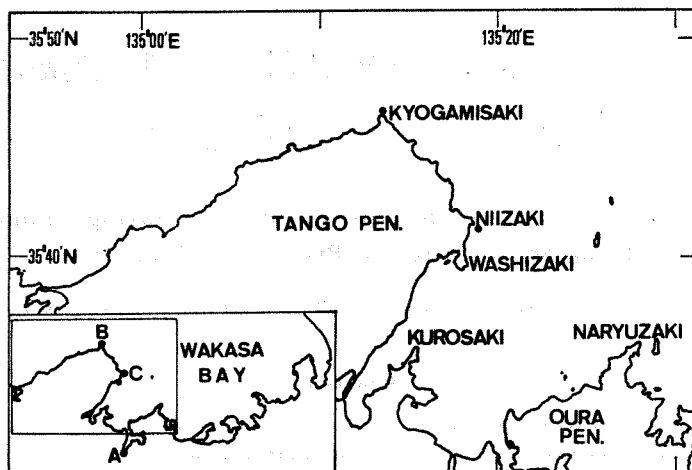 35°50′N
135°00′E
135°20′E
KYOGAMISAKI
TANGO PEN.
NIIZAKI
35°40′N
WASHIZAKI
KUROSAKI
NARYUZAKI
OURA
PEN.
B
WAKASA
BAY
C
A